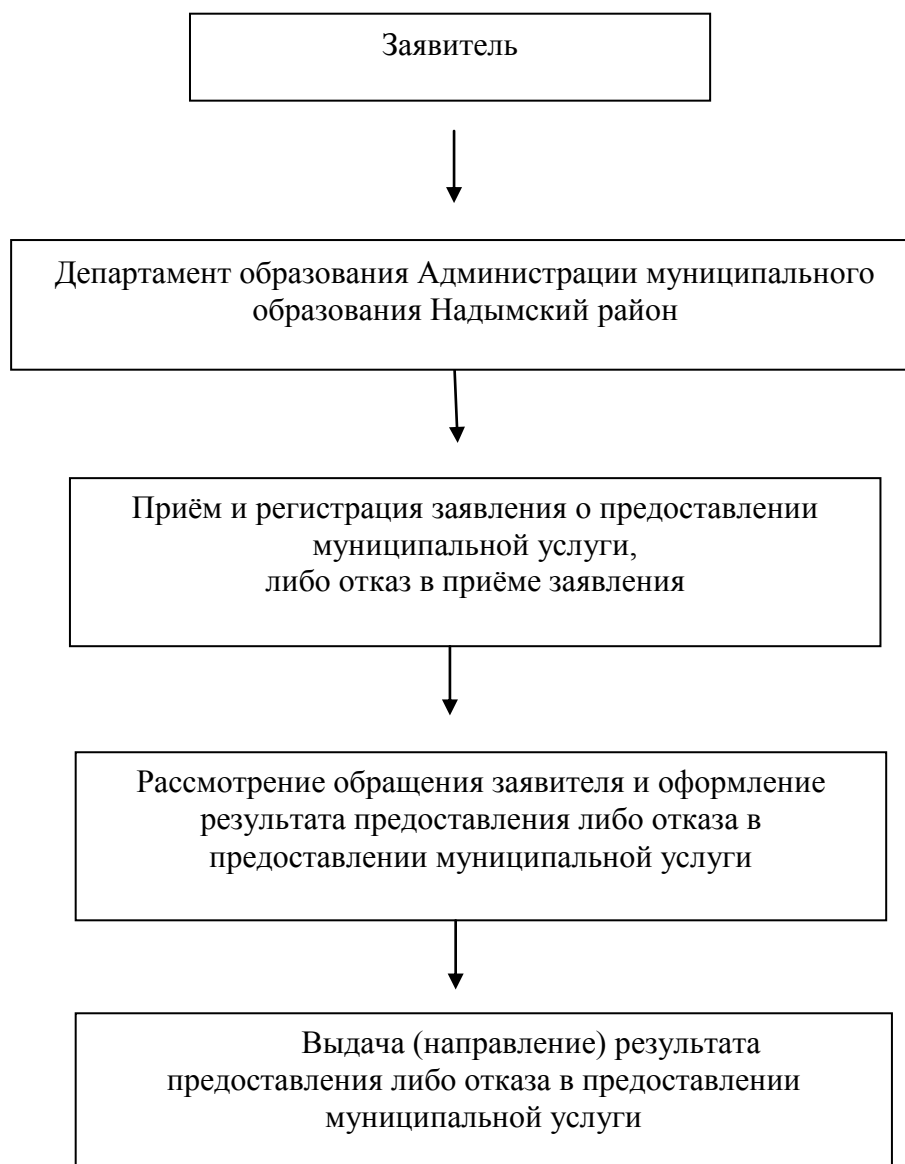 Заявитель
Департамент образования Администрации муниципального
образования Надымский район
Приём и регистрация заявления о предоставлении
муниципальной услуги,
либо отказ в приёме заявления
Рассмотрение обращения заявителя и оформление
результата предоставления либо отказа в
предоставлении муниципальной услуги
Выдача (направление) результата
предоставления либо отказа в предоставлении
муниципальной услуги